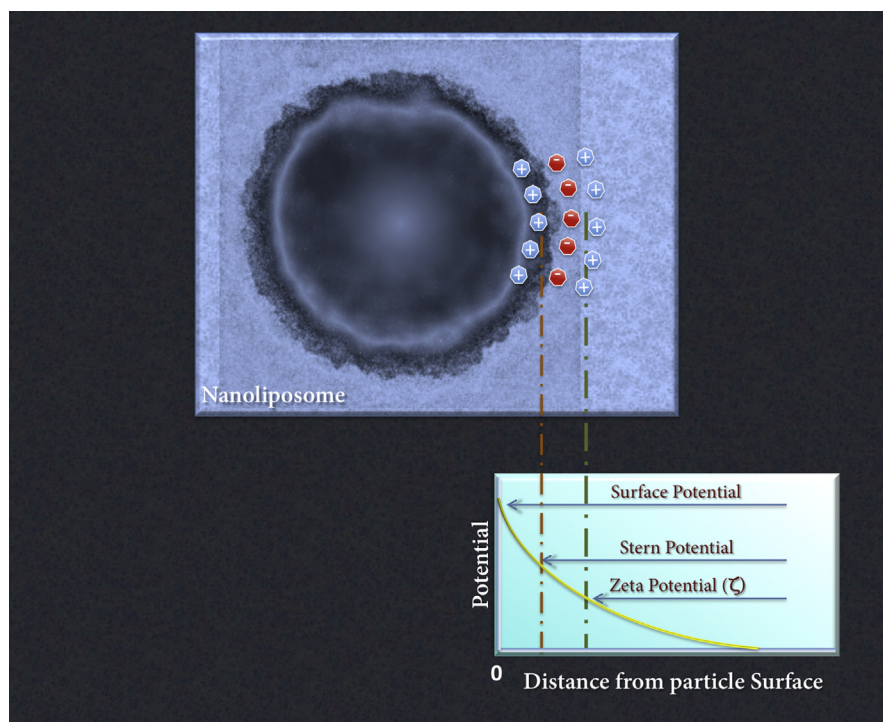 Nanoliposome
Surface Potential
Stern Potential
Zeta Potential (ζ)
Potential
0
Distance from particle Surface